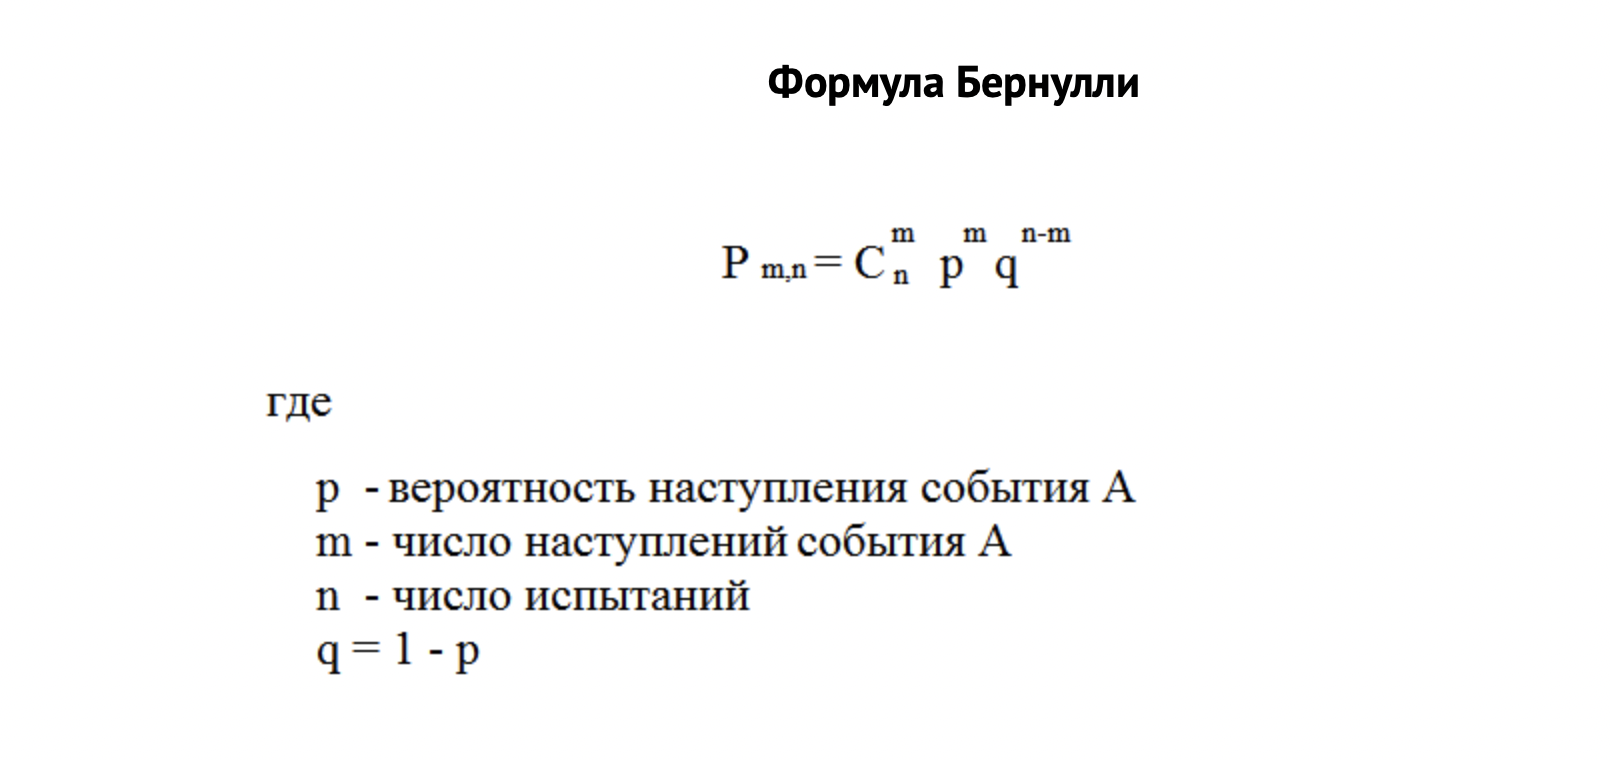 Формула Бернулли
P m,n = C n m p m q n-m
где
p - вероятность наступления события A
m - число наступлений события A
n - число испытаний
q = 1 - p